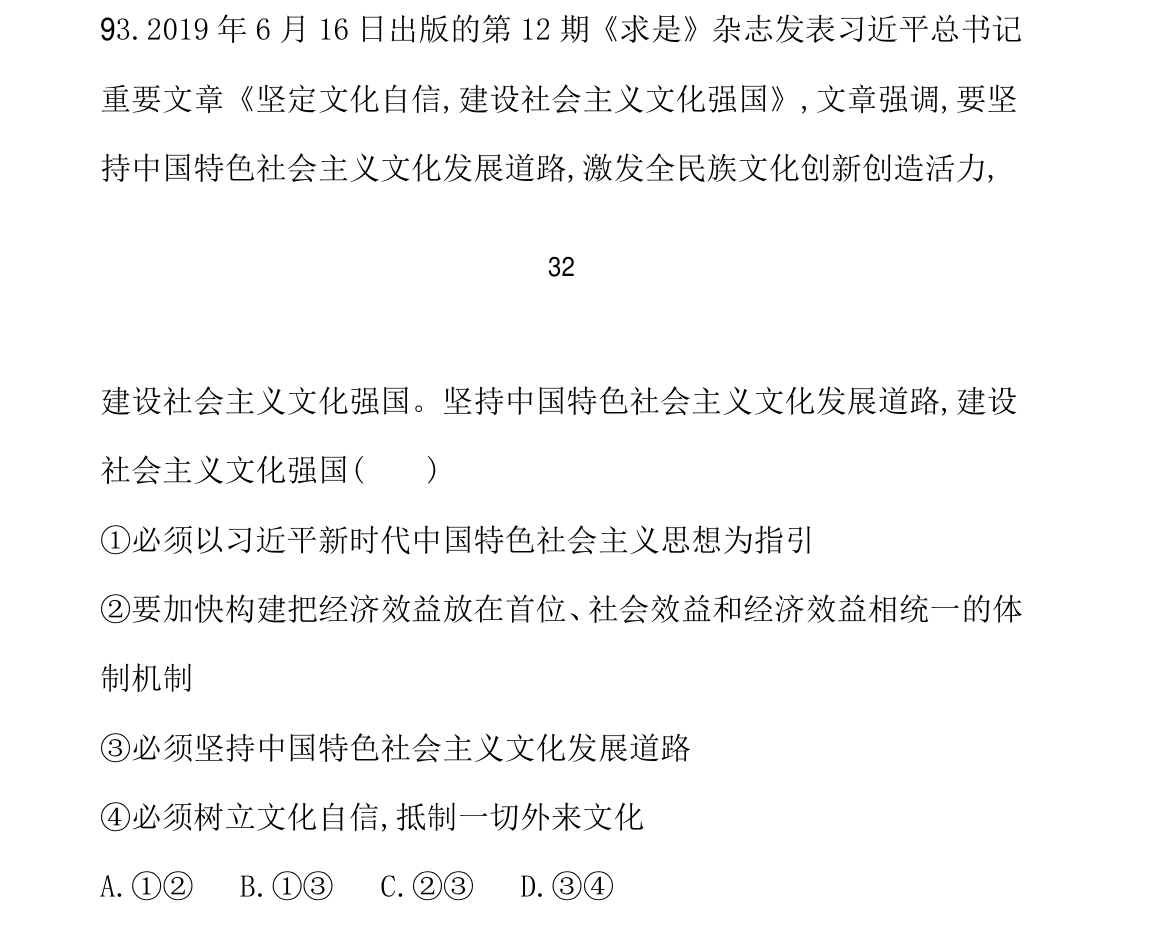 93.2019 年 6 月 16 日出版的第 12 期《求是》杂志发表习近平总书记
重要文章《坚定文化自信,建设社会主义文化强国》,文章强调,要坚
持中国特色社会主义文化发展道路,激发全民族文化创新创造活力,
32
建设社会主义文化强国。坚持中国特色社会主义文化发展道路,建设
社会主义文化强国(　　)
①必须以习近平新时代中国特色社会主义思想为指引
②要加快构建把经济效益放在首位、社会效益和经济效益相统一的体
制机制
③必须坚持中国特色社会主义文化发展道路
④必须树立文化自信,抵制一切外来文化
A.①②　B.①③　C.②③　D.③④